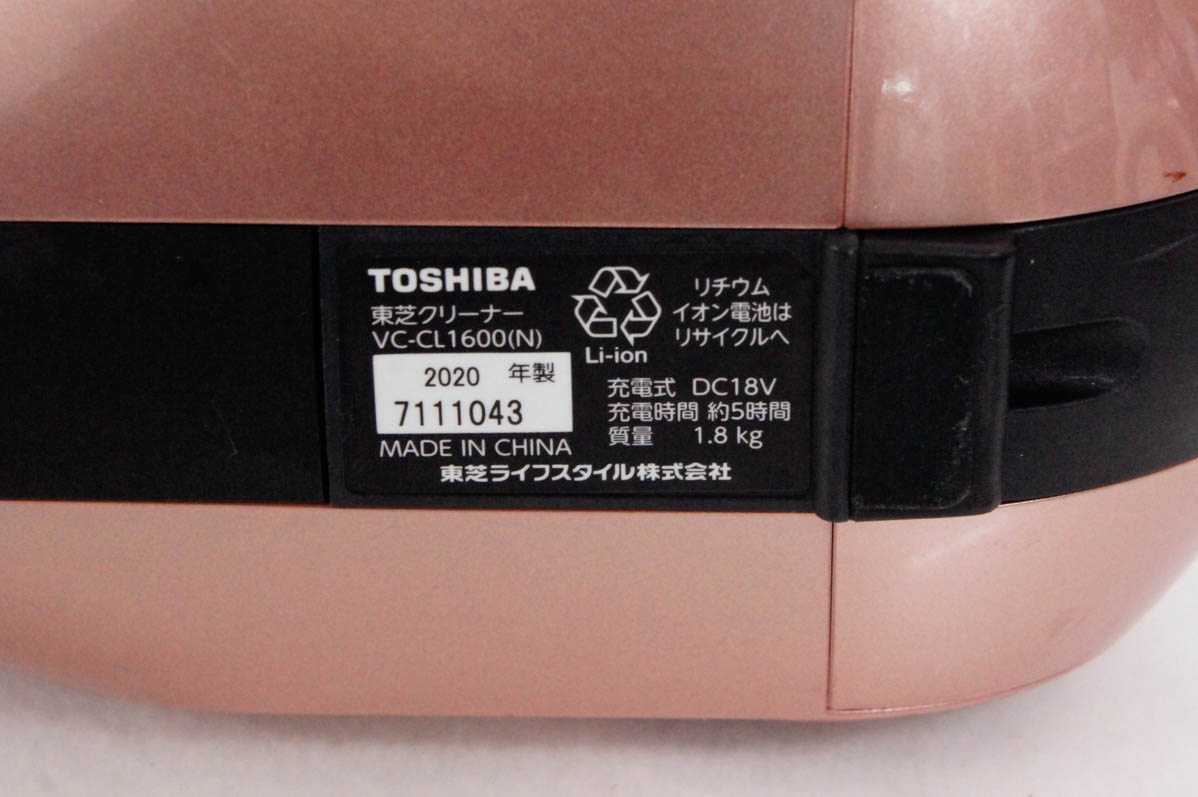 TOSHIBA
東芝クリーナー
VC-CL1600(N)
2020 年製
7111043
MADE IN CHINA
Li-ion
リチウム
イオン電池は
リサイクルへ
充電式 DC18V
充電時間 約5時間
質量 1.8 kg
東芝ライフスタイル株式会社